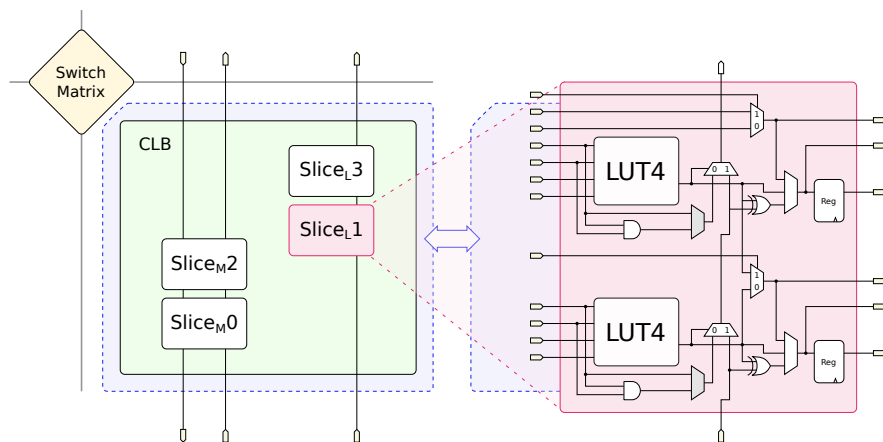 Switch
Matrix
CLB
SliceL3
SliceL1
SliceM2
SliceM0
1
0
LUT4
0 1
Reg
1
0
LUT4
0 1
Reg